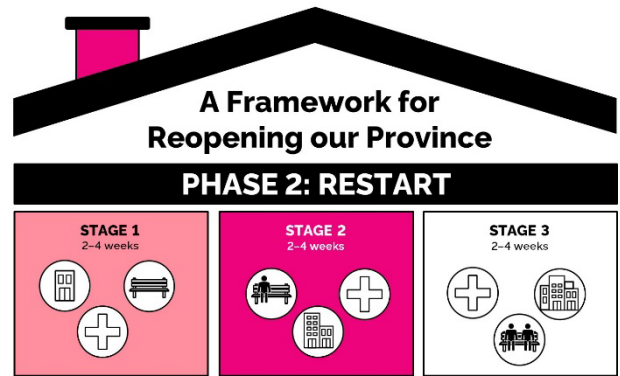 A Framework for
Reopening our Province
PHASE 2: RESTART
STAGE 1
2–4 weeks
STAGE 2
2–4 weeks
STAGE 3
2–4 weeks